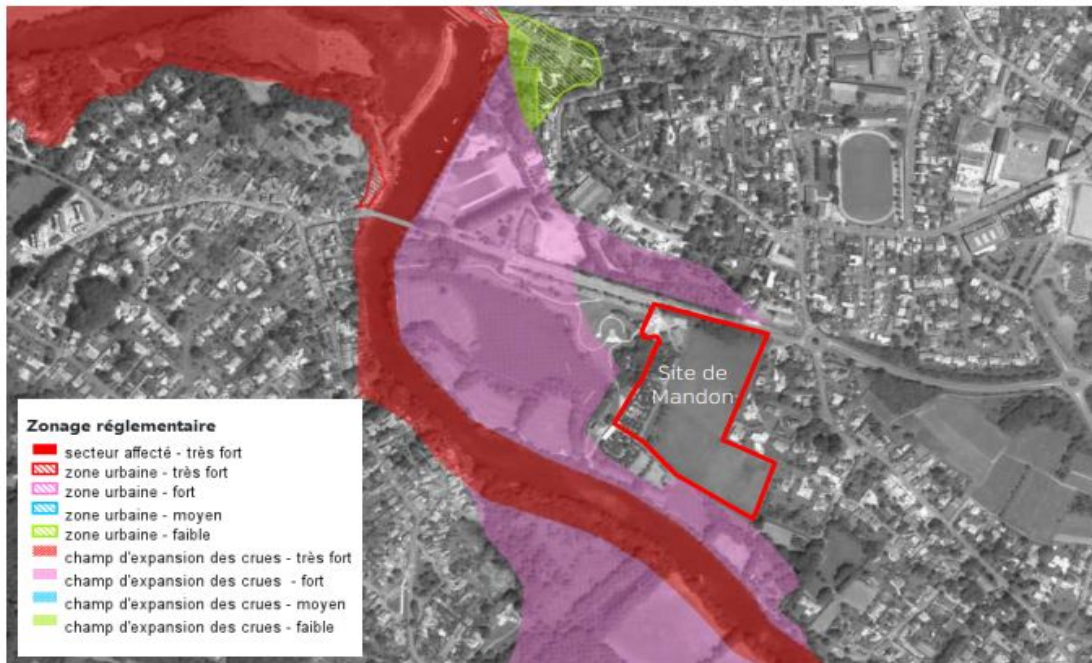 Site de
Mandon
Zonage réglementaire
secteur affecté - très fort
zone urbaine - très fort
zone urbaine - fort
zone urbaine - moyen
zone urbaine - faible
champ d'expansion des crues - très fort
champ d'expansion des crues - fort
champ d'expansion des crues - moyen
champ d'expansion des crues - faible